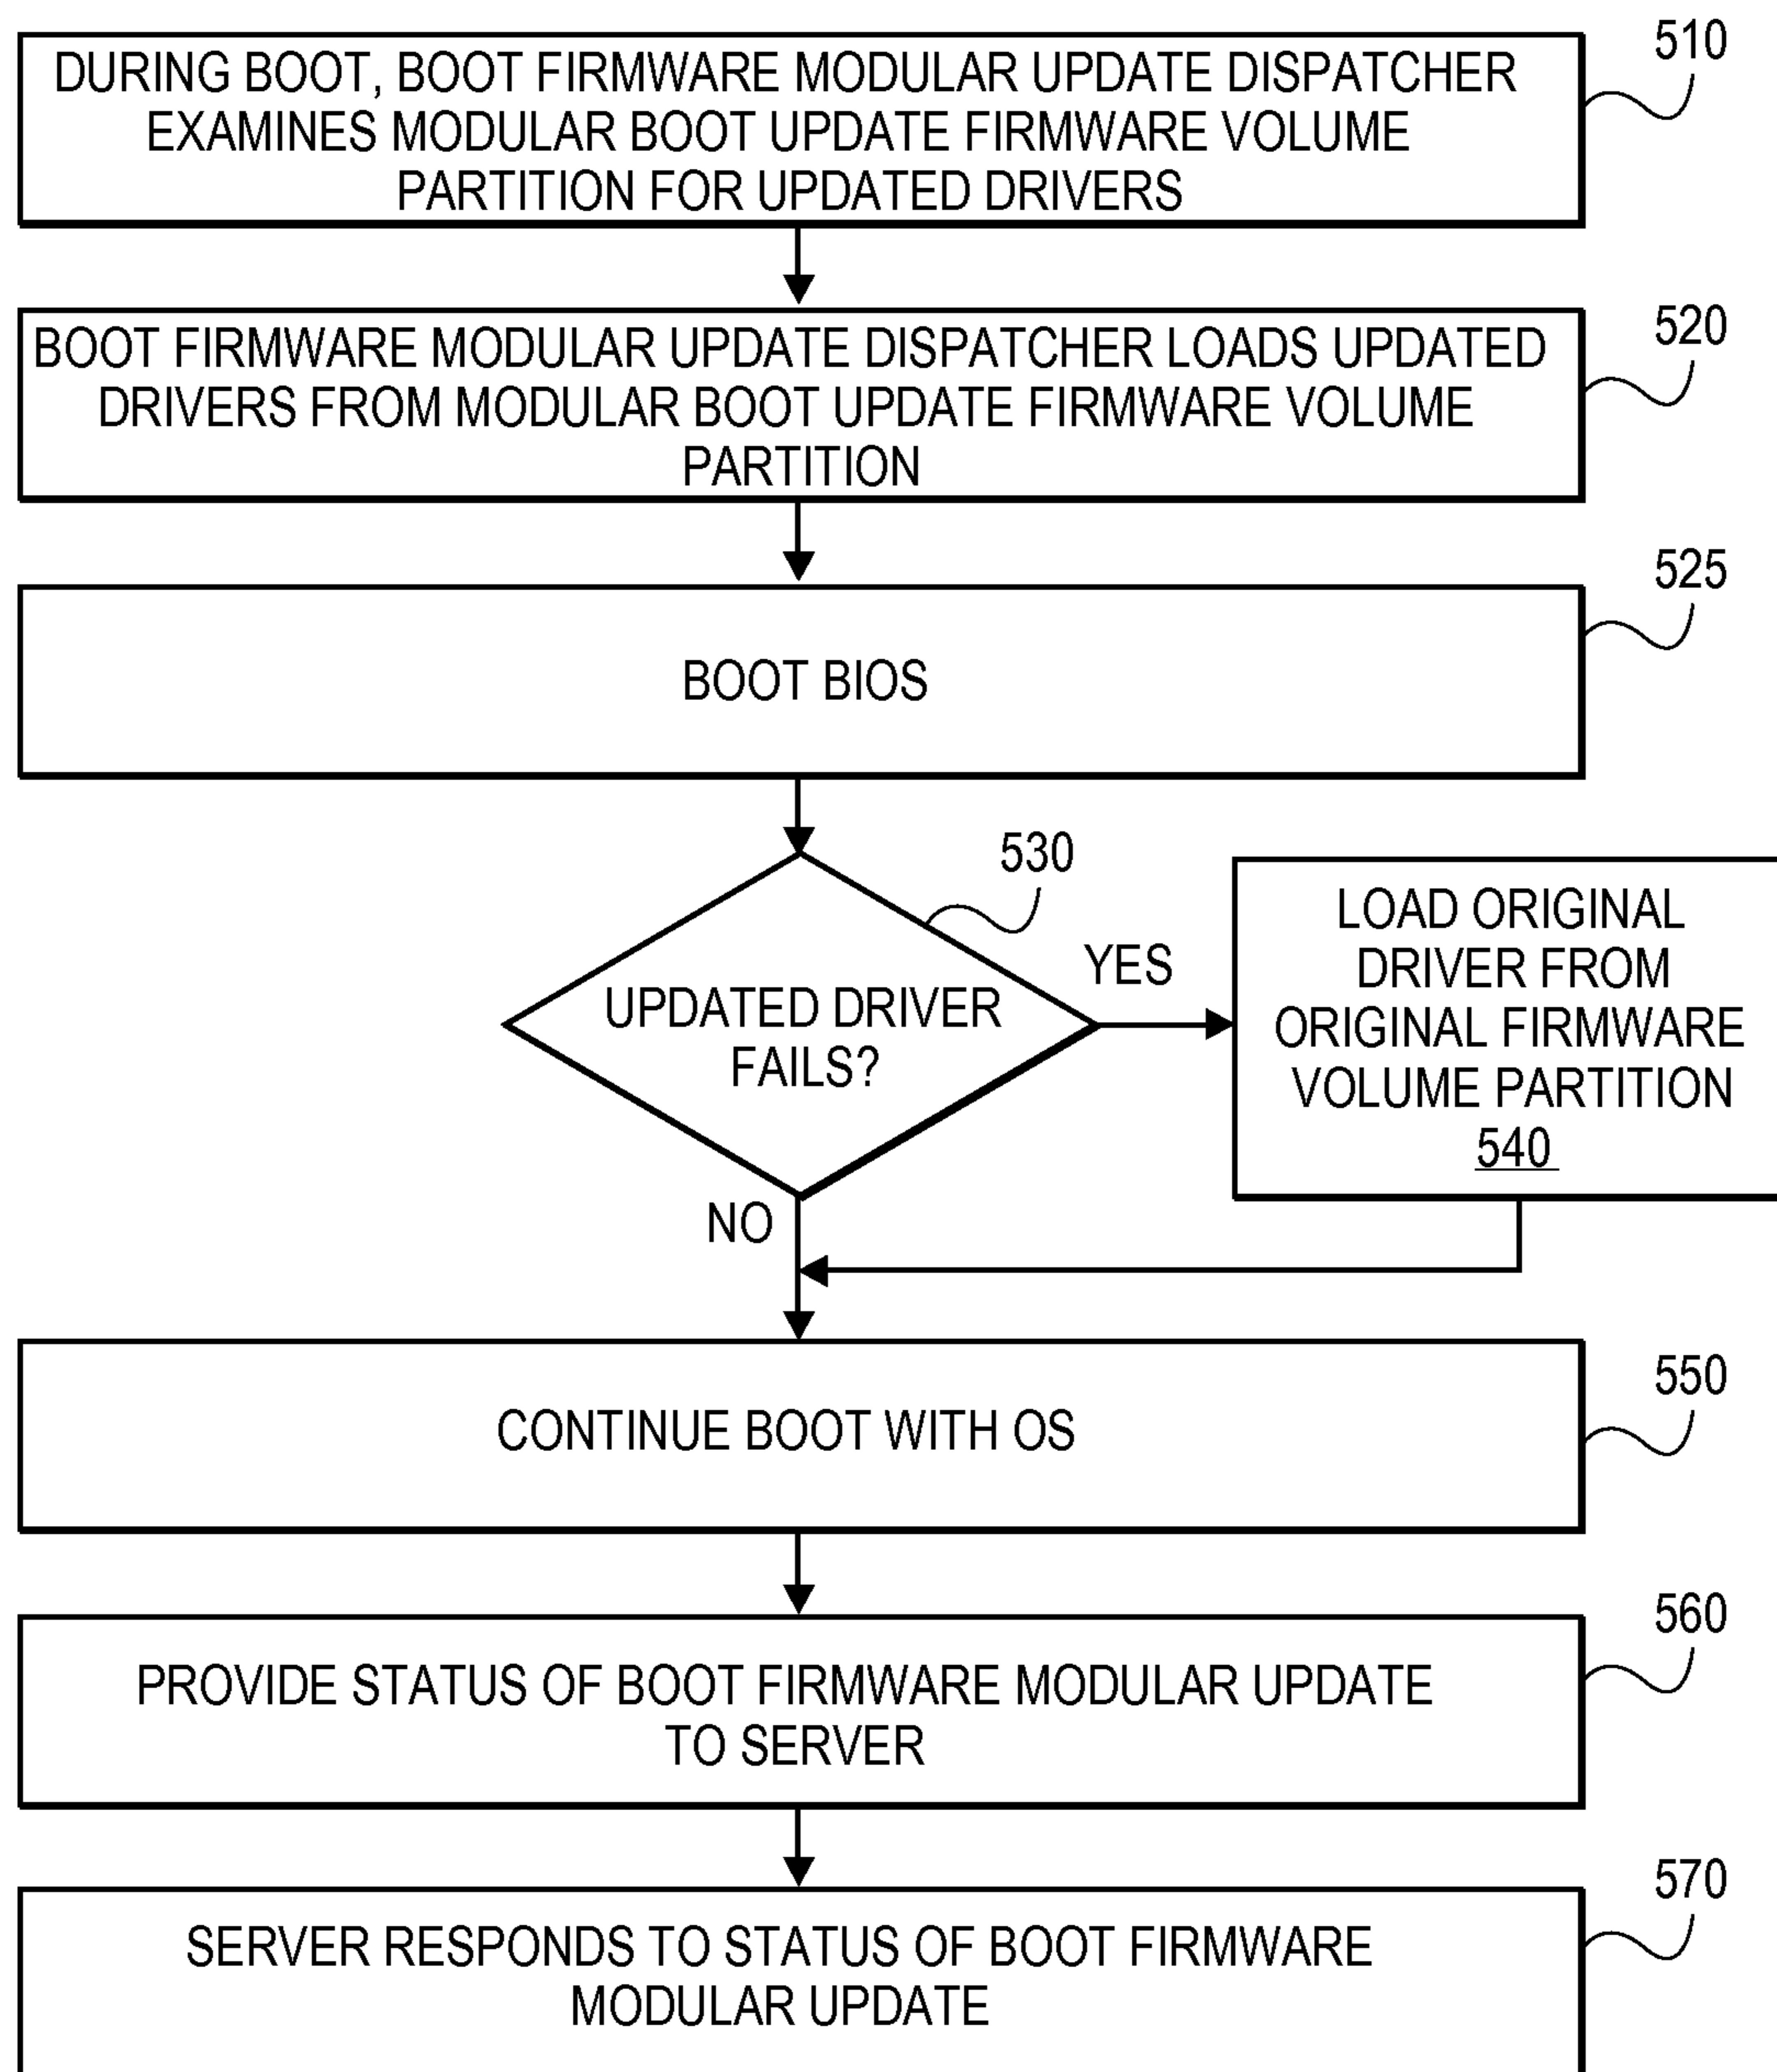 510
DURING BOOT, BOOT FIRMWARE MODULAR UPDATE DISPATCHER
EXAMINES MODULAR BOOT UPDATE FIRMWARE VOLUME
PARTITION FOR UPDATED DRIVERS
520
BOOT FIRMWARE MODULAR UPDATE DISPATCHER LOADS UPDATED
DRIVERS FROM MODULAR BOOT UPDATE FIRMWARE VOLUME
PARTITION
525
BOOT BIOS
530
UPDATED DRIVER
FAILS?
YES
LOAD ORIGINAL
DRIVER FROM
ORIGINAL FIRMWARE
VOLUME PARTITION
540
NO
550
CONTINUE BOOT WITH OS
560
PROVIDE STATUS OF BOOT FIRMWARE MODULAR UPDATE
TO SERVER
570
SERVER RESPONDS TO STATUS OF BOOT FIRMWARE
MODULAR UPDATE